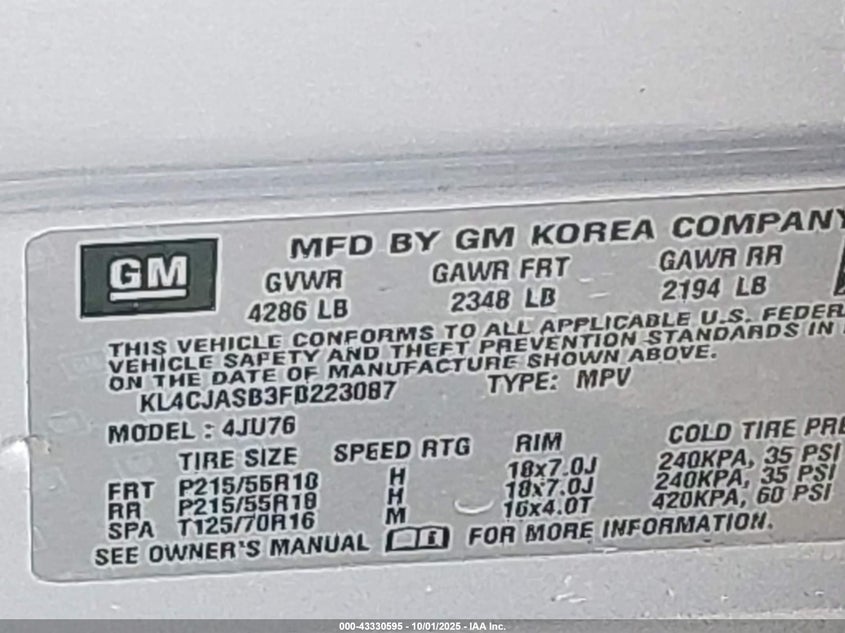 GM
MFD BY GM KOREA COMPANY
GVWR GAWR FRT GAWR RR
4286 LB 2348 LB 2194 LB
THIS VEHICLE CONFORMS TO ALL APPLICABLE U.S. FEDER
VEHICLE SAFETY AND THEFT PREVENTION STANDARDS IN
ON THE DATE OF MANUFACTURE SHOWN ABOVE.
KL4CJASB3FB223087 TYPE: MPV
MODEL : 4JU76
TIRE SIZE SPEED RTG RIM COLD TIRE PRE
FRT P215/55R18 H 18x7.0J 240KPA, 35 PSI
RR P215/55R18 H 18x7.0J 240KPA, 35 PSI
SPA T125/70R16 M 16x4.0T 420KPA, 60 PSI
SEE OWNER'S MANUAL FOR MORE INFORMATION.
000-43330595 - 10/01/2025 - IAA Inc.